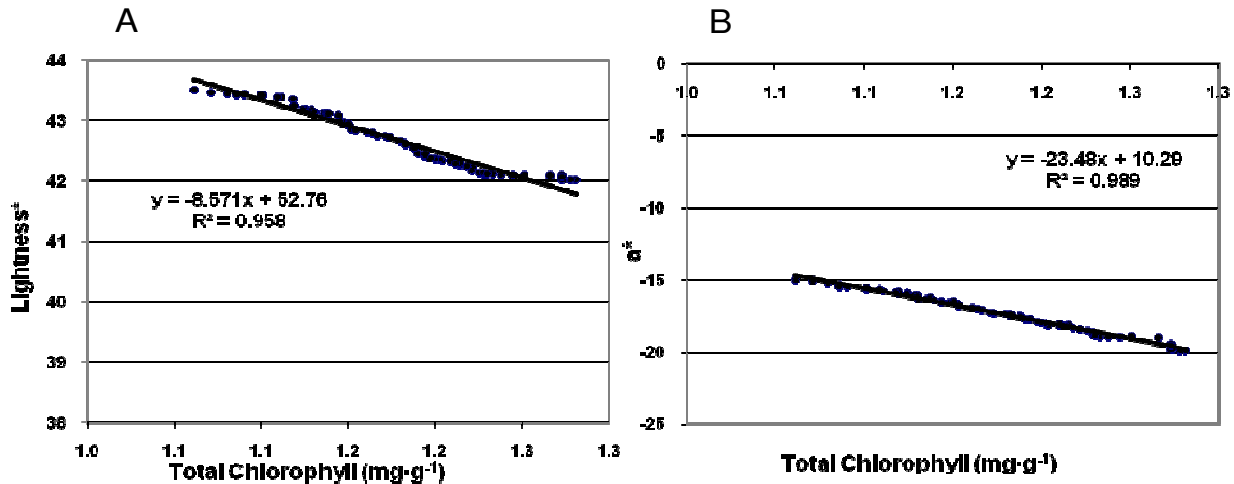 A
44
43
42
41
40
39
38
Lightness*
y = -8.571x + 52.76
R² = 0.958
1.0 1.1 1.1 1.2 1.2 1.3 1.3
Total Chlorophyll (mg·g⁻¹)
B
0
-5
-10
-15
-20
-25
a*
1.0 1.1 1.1 1.2 1.2 1.3 1.3
y = -23.48x + 10.29
R² = 0.989
Total Chlorophyll (mg·g⁻¹)